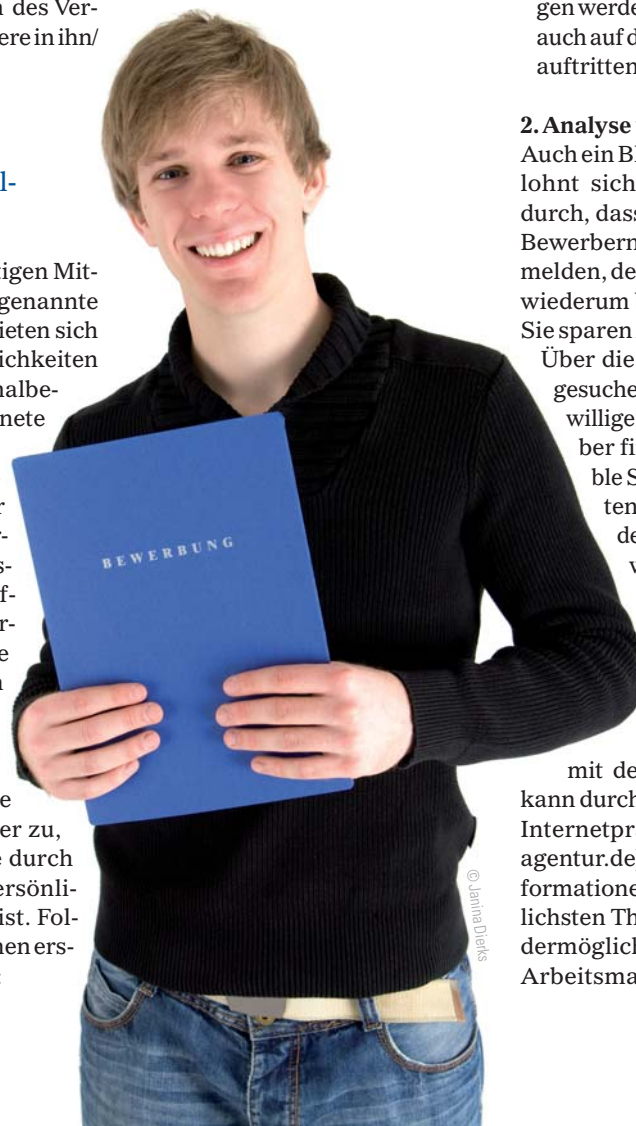 des Ver-
ere in ihn/
l-
tigen Mit-
genannte
ieten sich
lichkeiten
nalbe-
nete
r
r-
s-
f-
r-
e
n
e
er zu,
e durch
ersönli-
ist. Fol-
nen ers-
:
BEWERBUNG
© Janina Dierks
gen werde
auch auf d
auftritten
2. Analyse
Auch ein Bl
lohnt sich
durch, dass
Bewerbern
melden, de
wiederum
Sie sparen
Über die
gesuche
willige
ber fi
ble S
ten
de
v
mit de
kann durch
Internetprä
agentur.de
formatione
lichsten Th
dermöglich
Arbeitsma